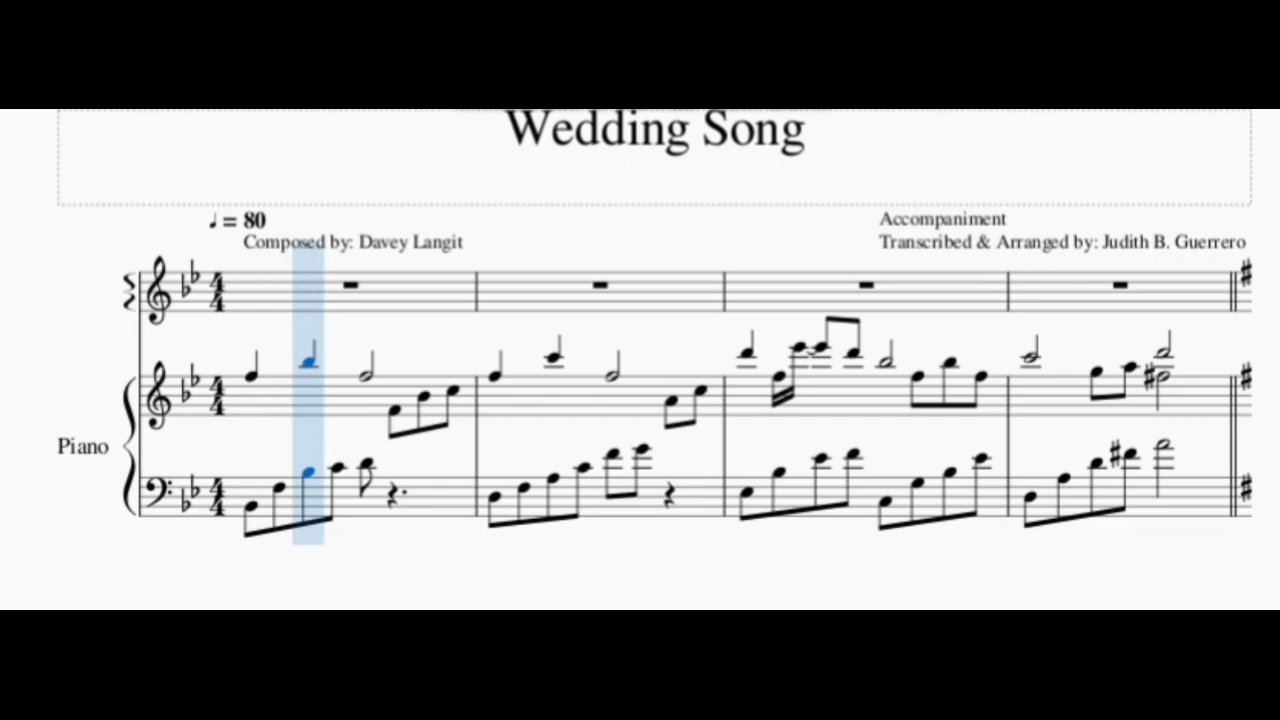 Wedding Song
♩ = 80
Composed by: Davey Langit
Accompaniment
Transcribed & Arranged by: Judith B. Guerrero
Piano